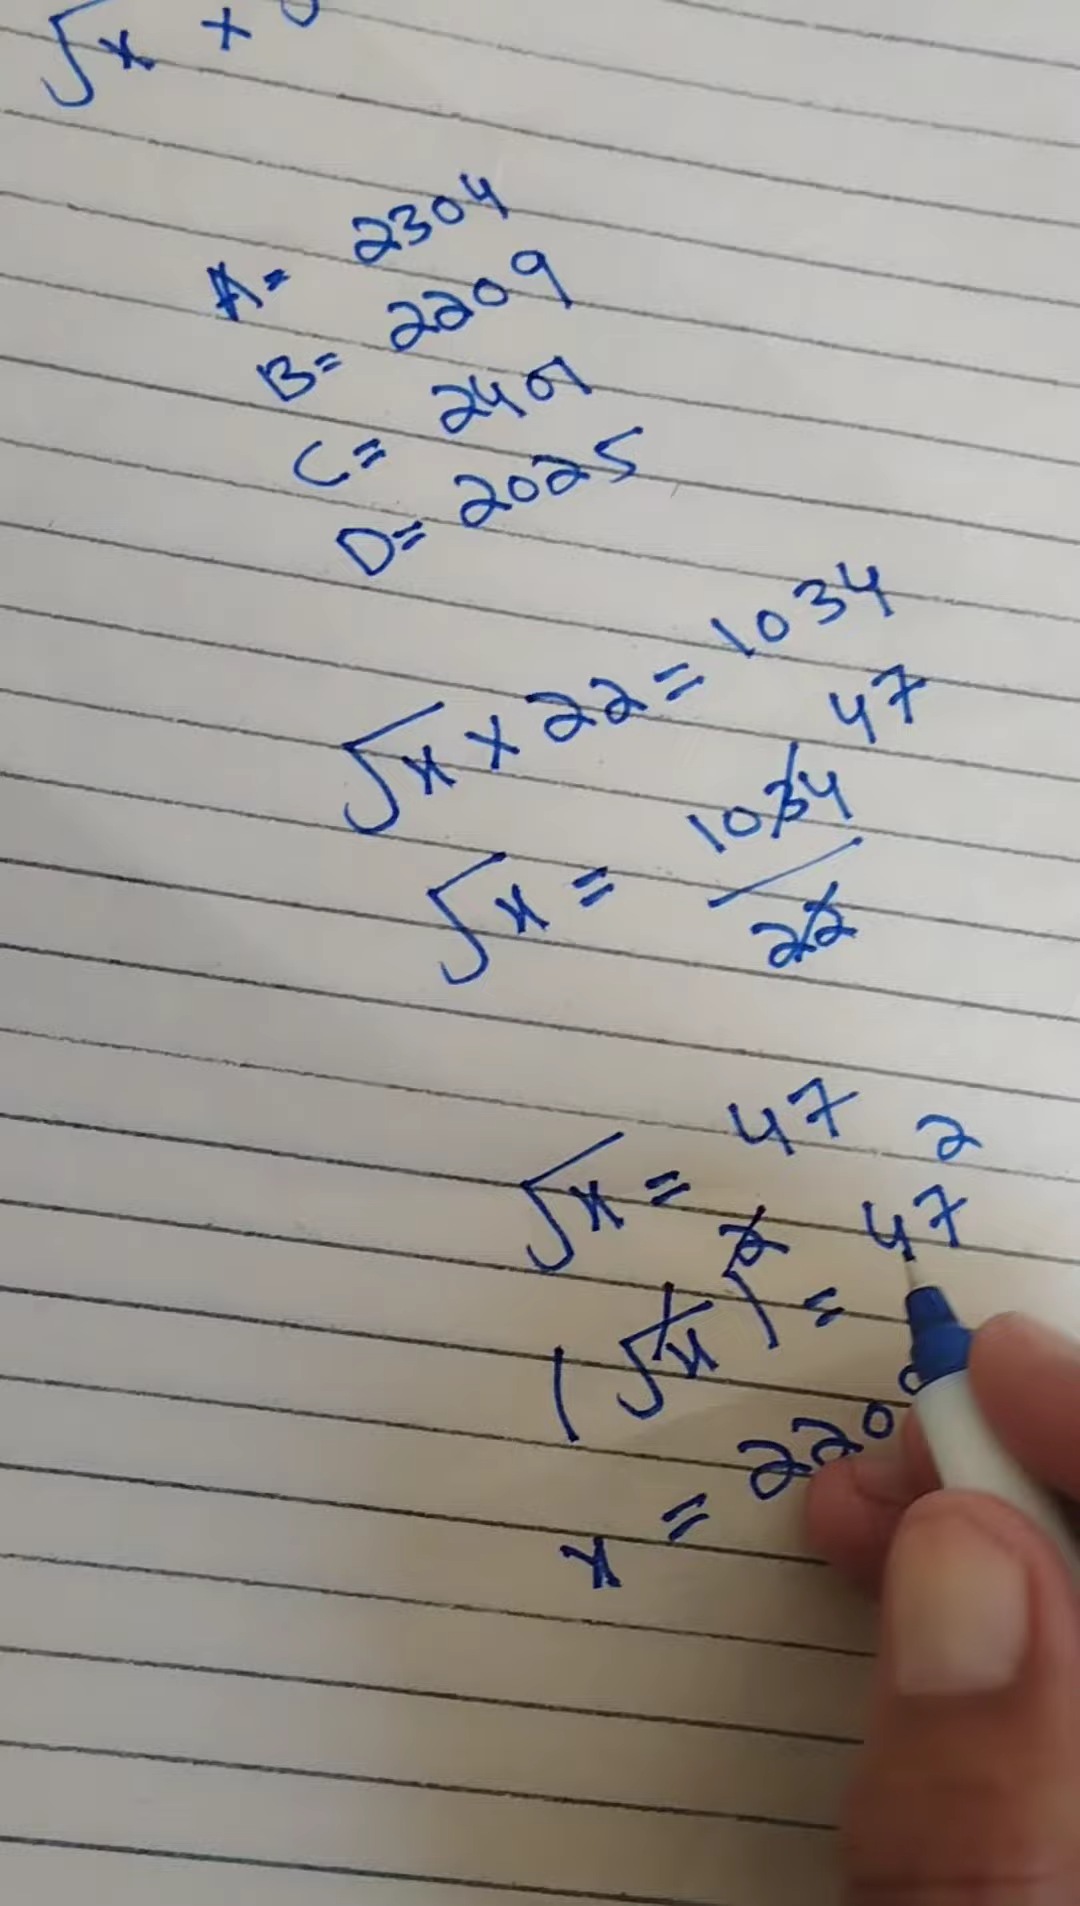 √x ×
A= 2304
B= 2209
C= 2401
D= 2025
√x × 22 = 1034
47
√x = 1034/22
√x = 47
(√x)² = 47²
x = 220